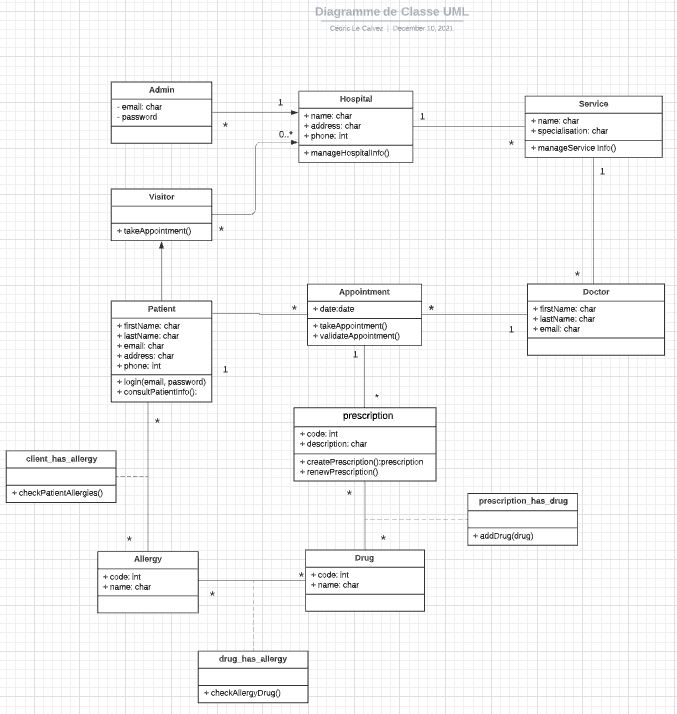 Diagramme de Classe UML
Cédric Le Calvez | December 10, 2021
Admin
- email: char
- password
1
*
Hospital
+ name: char
+ address: char
+ phone: int
+ manageHospitalInfo()
1
*
Service
+ name: char
+ specialisation: char
+ manageService Info()
1
*
0..*
*
Visitor
+ takeAppointment()
Patient
+ firstName: char
+ lastName: char
+ email: char
+ address: char
+ phone: int
+ login(email, password)
+ consultPatientInfo():
1
*
Appointment
+ date:date
+ takeAppointment()
+ validateAppointment()
*
1
Doctor
+ firstName: char
+ lastName: char
+ email: char
1
*
prescription
+ code: int
+ description: char
+ createPrescription():prescription
+ renewPrescription()
*
*
client_has_allergy
+ checkPatientAllergies()
*
*
prescription_has_drug
+ addDrug(drug)
Allergy
+ code: int
+ name: char
*
*
Drug
+ code: int
+ name: char
drug_has_allergy
+ checkAllergyDrug()